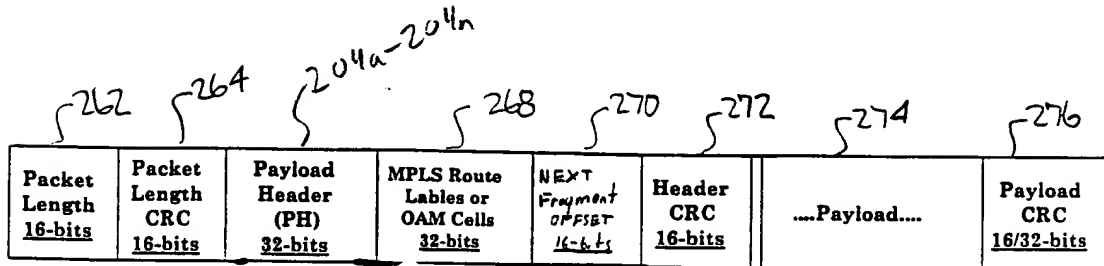 262
264
204a-204n
268
270
272
274
276
Packet
Length
16-bits
Packet
Length
CRC
16-bits
Payload
Header
(PH)
32-bits
MPLS Route
Lables or
OAM Cells
32-bits
NEXT
Fragment
OFFSET
16-bits
Header
CRC
16-bits
....Payload....
Payload
CRC
16/32-bits